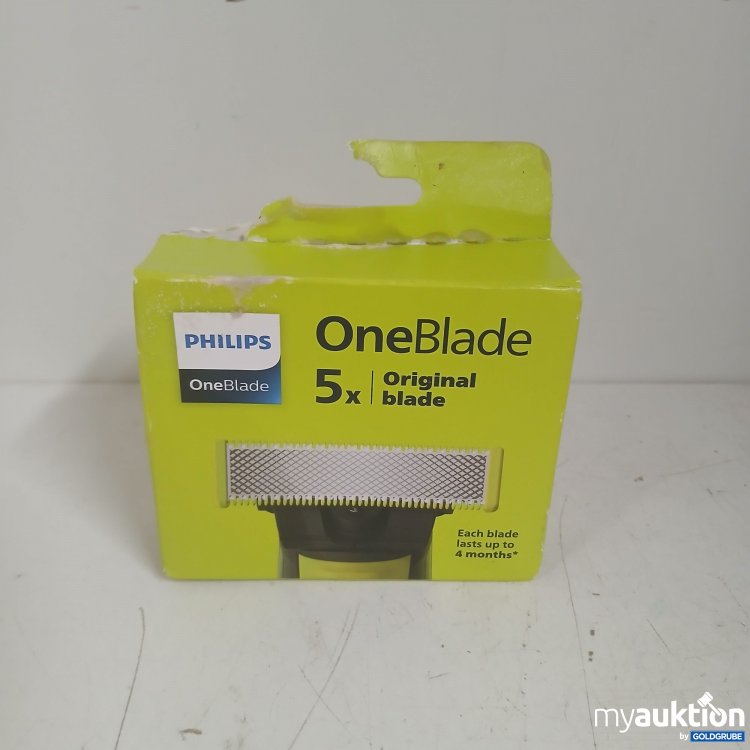 OneBlade
PHILIPS
OneBlade
5x
Original
blade
Each blade
lasts up to
4 months*
myauktion
by GOLDGRUBE